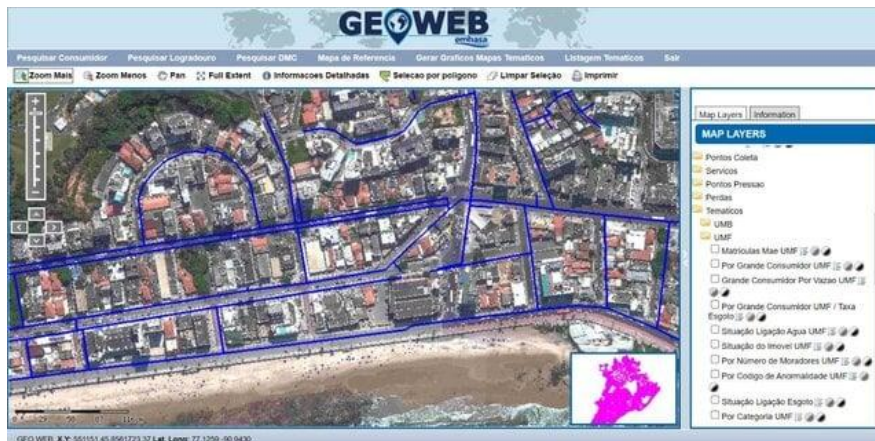 GEOWEB
embasa
Pesquisar Consumidor Pesquisar Logradouro Pesquisar DMC Mapa de Referencia Gerar Graficos Mapas Tematicos Listagem Tematicos Sair
Zoom Mais Zoom Menos Pan Full Extent Informacoes Detalhadas Selecao por poligono Limpar Seleção Imprimir
Map Layers Information
MAP LAYERS
Pontos Coleta
Servicos
Pontos Pressao
Perdas
Tematicos
UMB
UMF
Matriculas Mae UMF
Por Grande Consumidor UMF
Grande Consumidor Por Vazao UMF
Por Grande Consumidor UMF / Taxa
Esgoto
Situação Ligação Agua UMF
Situação do Imovel UMF
Por Número de Moradores UMF
Por Codigo de Anormalidade UMF
Situação Ligação Esgoto
Por Categoria UMF
GEO WEB X,Y: Lat, Long: